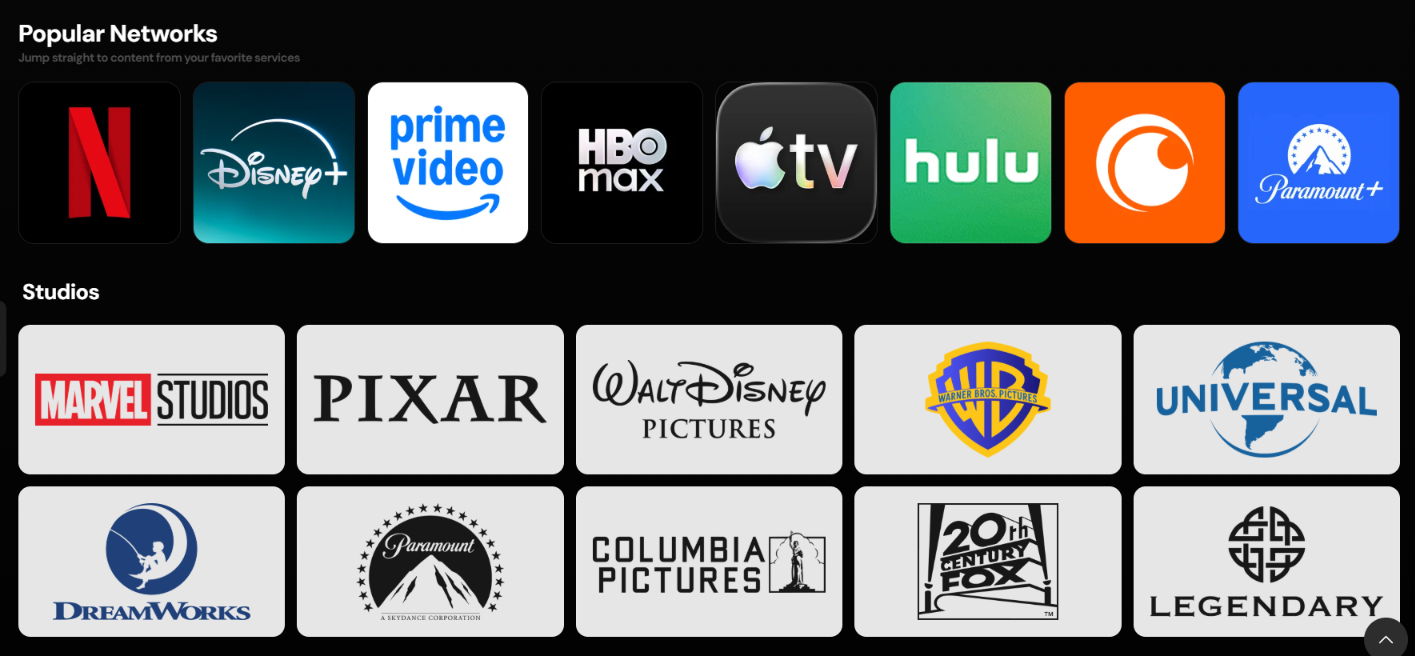 Popular Networks
Jump straight to content from your favorite services
N
Disney+
prime
video
HBO
max
tv
hulu
Paramount+
Studios
MARVEL STUDIOS
PIXAR
WALT DISNEY
PICTURES
WB
WARNER BROS. PICTURES
UNIVERSAL
DREAMWORKS
Paramount
A SKYDANCE CORPORATION
COLUMBIA
PICTURES
20th
CENTURY
FOX
TM
LEGENDARY